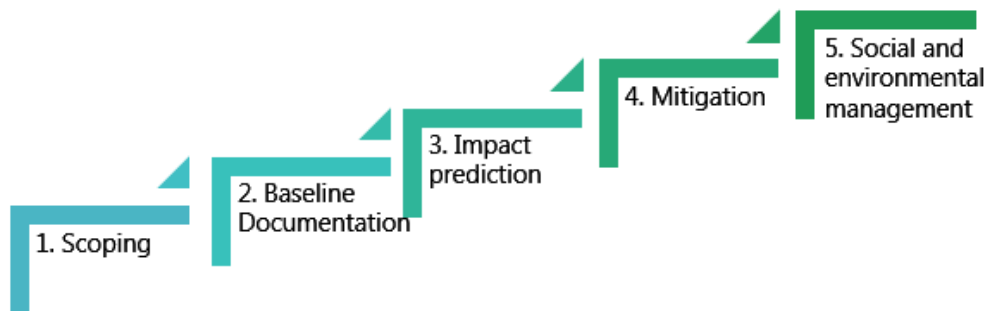 1. Scoping
2. Baseline
Documentation
3. Impact
prediction
4. Mitigation
5. Social and
environmental
management